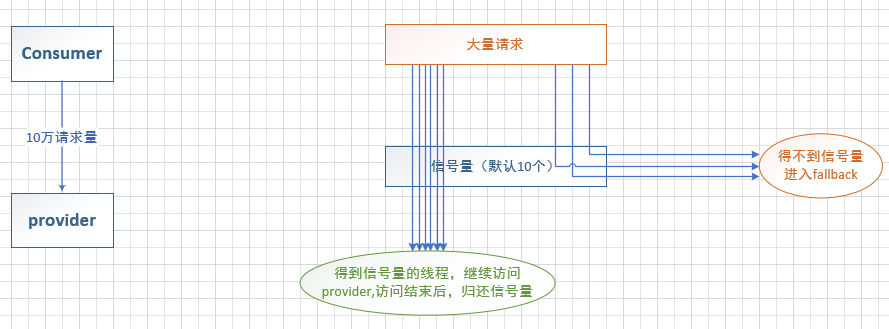 Consumer
10万请求量
provider
大量请求
信号量（默认10个）
得不到信号量
进入fallback
得到信号量的线程，继续访问
provider,访问结束后，归还信号量